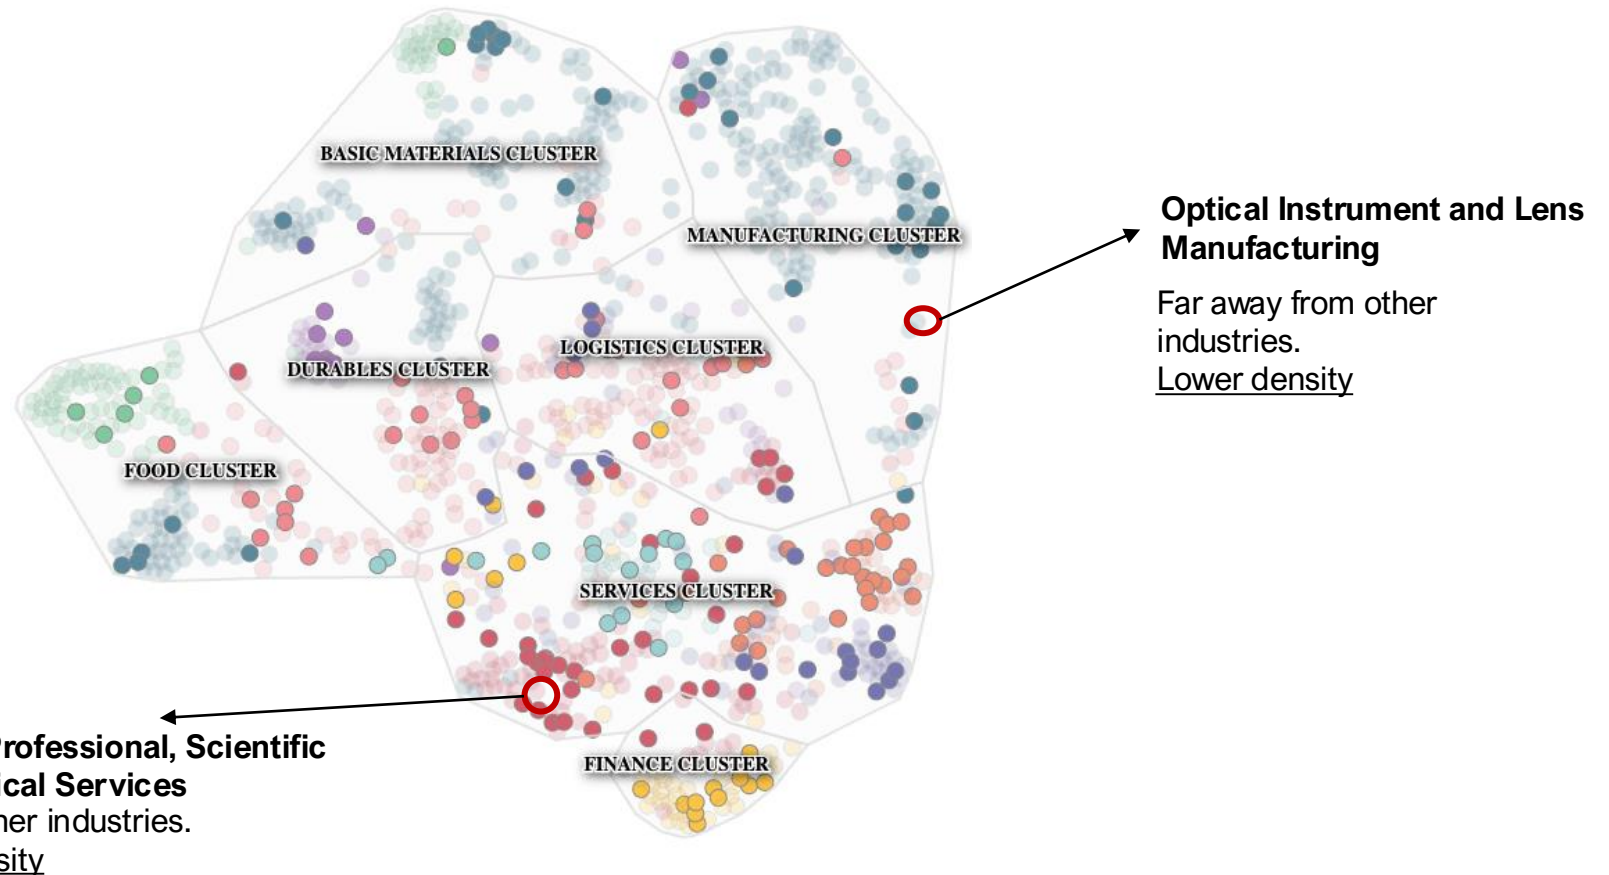 BASIC MATERIALS CLUSTER
MANUFACTURING CLUSTER
Optical Instrument and Lens
Manufacturing
Far away from other
industries.
Lower density
LOGISTICS CLUSTER
DURABLES CLUSTER
FOOD CLUSTER
SERVICES CLUSTER
FINANCE CLUSTER
Professional, Scientific
ical Services
her industries.
sity